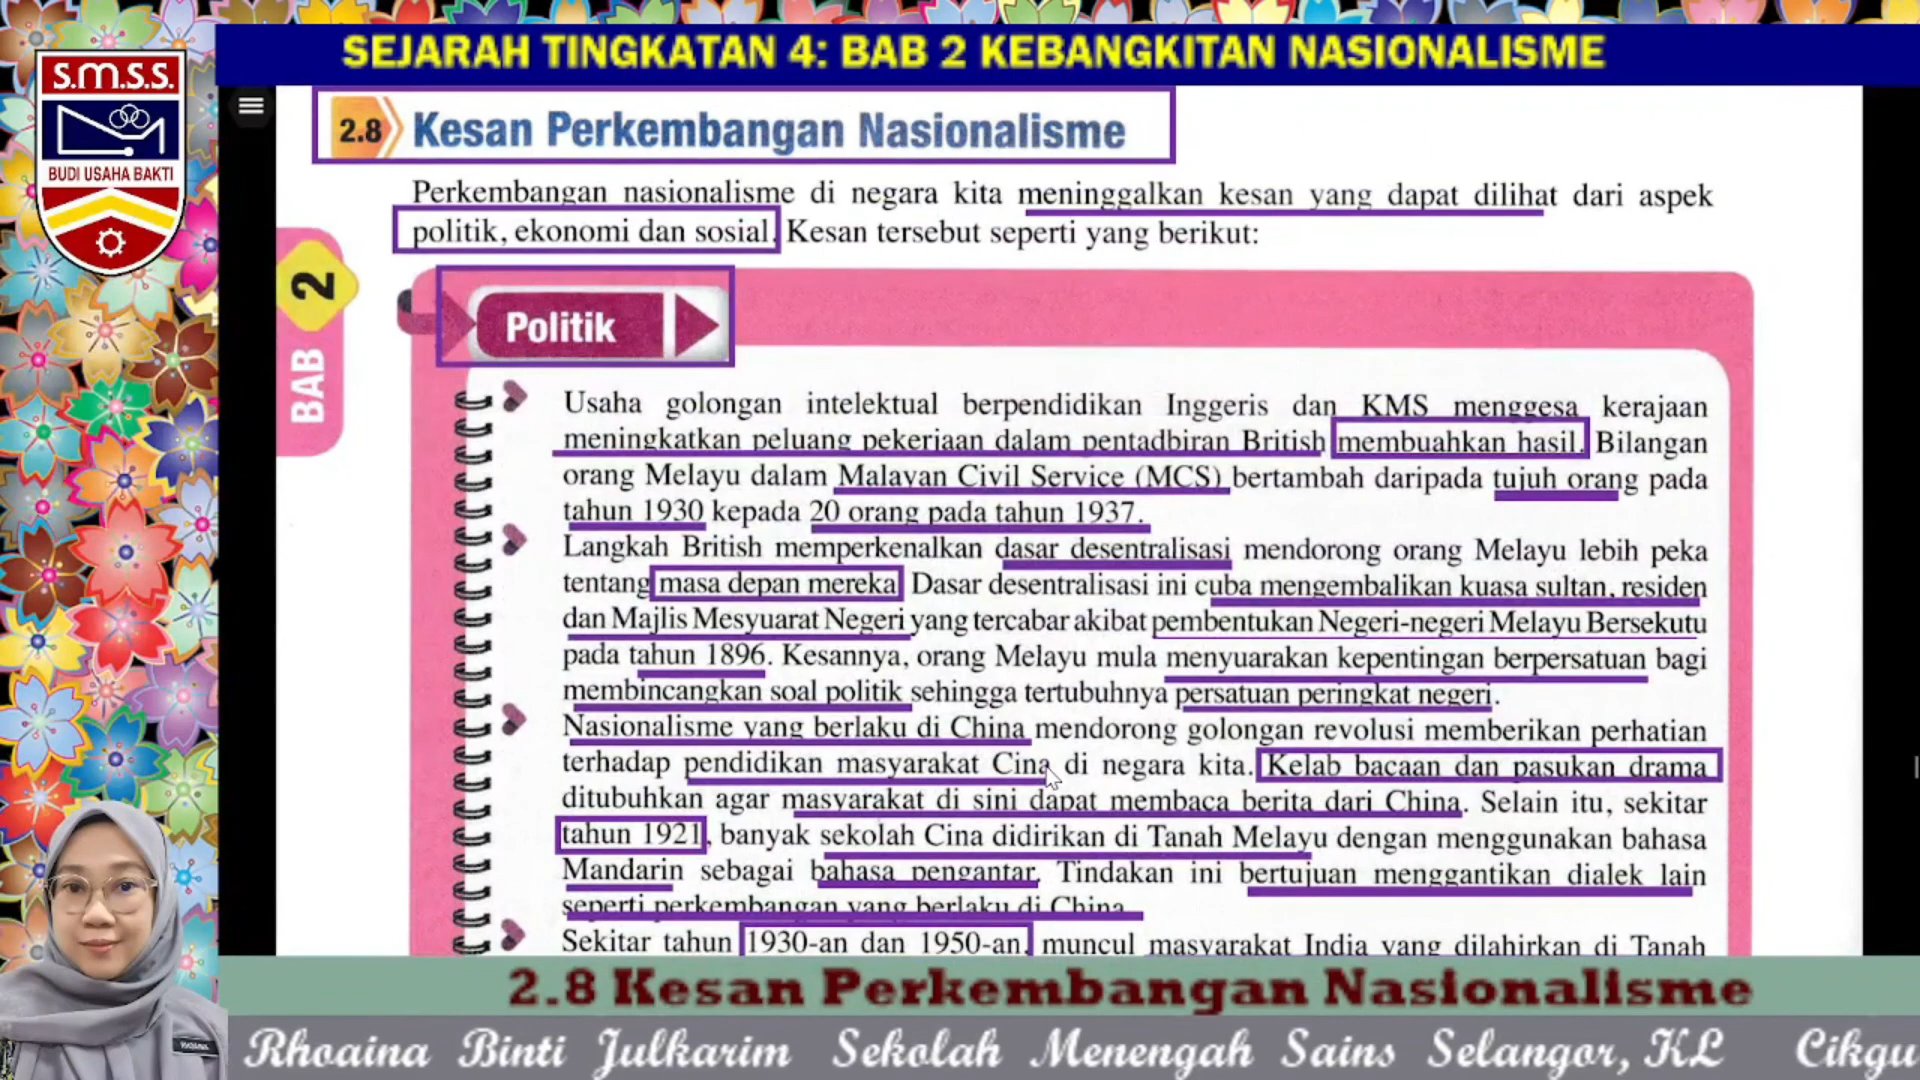 SEJARAH TINGKATAN 4: BAB 2 KEBANGKITAN NASIONALISME
S.M.S.S.
BUDI USAHA BAKTI
2.8 Kesan Perkembangan Nasionalisme
Perkembangan nasionalisme di negara kita meninggalkan kesan yang dapat dilihat dari aspek
politik, ekonomi dan sosial. Kesan tersebut seperti yang berikut:
BAB 2
Politik
Usaha golongan intelektual berpendidikan Inggeris dan KMS menggesa kerajaan
meningkatkan peluang pekerjaan dalam pentadbiran British membuahkan hasil. Bilangan
orang Melayu dalam Malayan Civil Service (MCS) bertambah daripada tujuh orang pada
tahun 1930 kepada 20 orang pada tahun 1937.
Langkah British memperkenalkan dasar desentralisasi mendorong orang Melayu lebih peka
tentang masa depan mereka Dasar desentralisasi ini cuba mengembalikan kuasa sultan, residen
dan Majlis Mesyuarat Negeri yang tercabar akibat pembentukan Negeri-negeri Melayu Bersekutu
pada tahun 1896. Kesannya, orang Melayu mula menyuarakan kepentingan berpersatuan bagi
membincangkan soal politik sehingga tertubuhnya persatuan peringkat negeri.
Nasionalisme yang berlaku di China mendorong golongan revolusi memberikan perhatian
terhadap pendidikan masyarakat Cina di negara kita. Kelab bacaan dan pasukan drama
ditubuhkan agar masyarakat di sini dapat membaca berita dari China. Selain itu, sekitar
tahun 1921, banyak sekolah Cina didirikan di Tanah Melayu dengan menggunakan bahasa
Mandarin sebagai bahasa pengantar. Tindakan ini bertujuan menggantikan dialek lain
seperti perkembangan yang berlaku di China.
Sekitar tahun 1930-an dan 1950-an, muncul masyarakat India yang dilahirkan di Tanah
2.8 Kesan Perkembangan Nasionalisme
Rhoaina Binti Julkarim Sekolah Menengah Sains Selangor, KL Cikgu